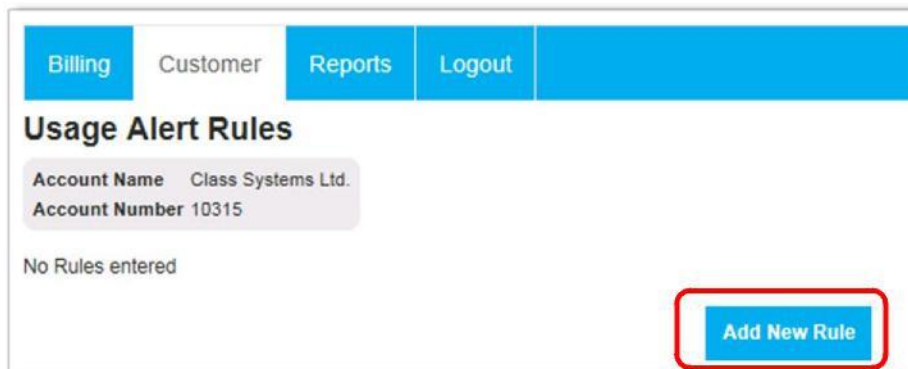 Billing Customer Reports Logout
Usage Alert Rules
Account Name Class Systems Ltd.
Account Number 10315
No Rules entered
Add New Rule